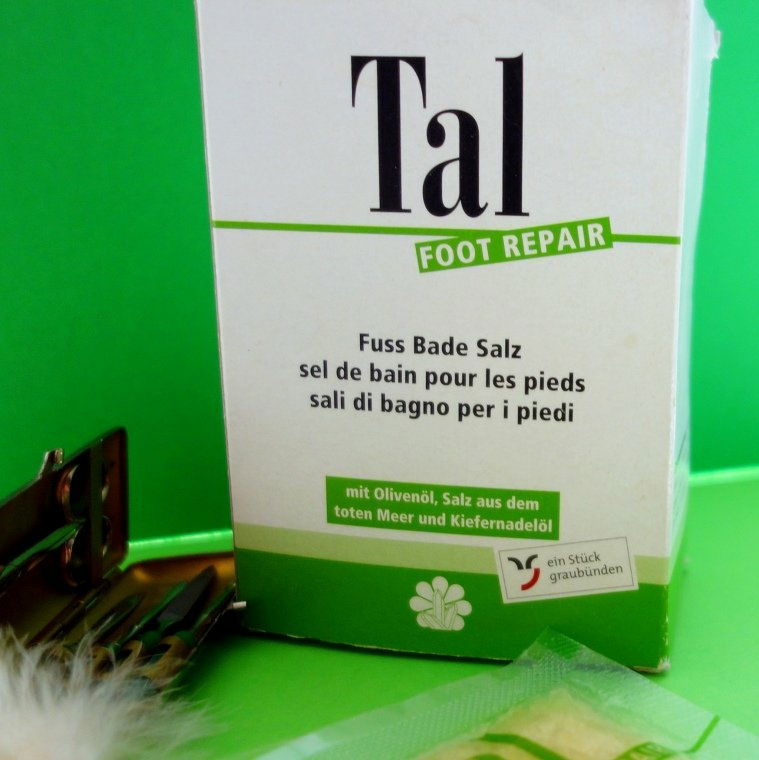 Tal
FOOT REPAIR
Fuss Bade Salz
sel de bain pour les pieds
sali di bagno per i piedi
mit Olivenöl, Salz aus dem
toten Meer und Kiefernadelöl
ein Stück
graubünden